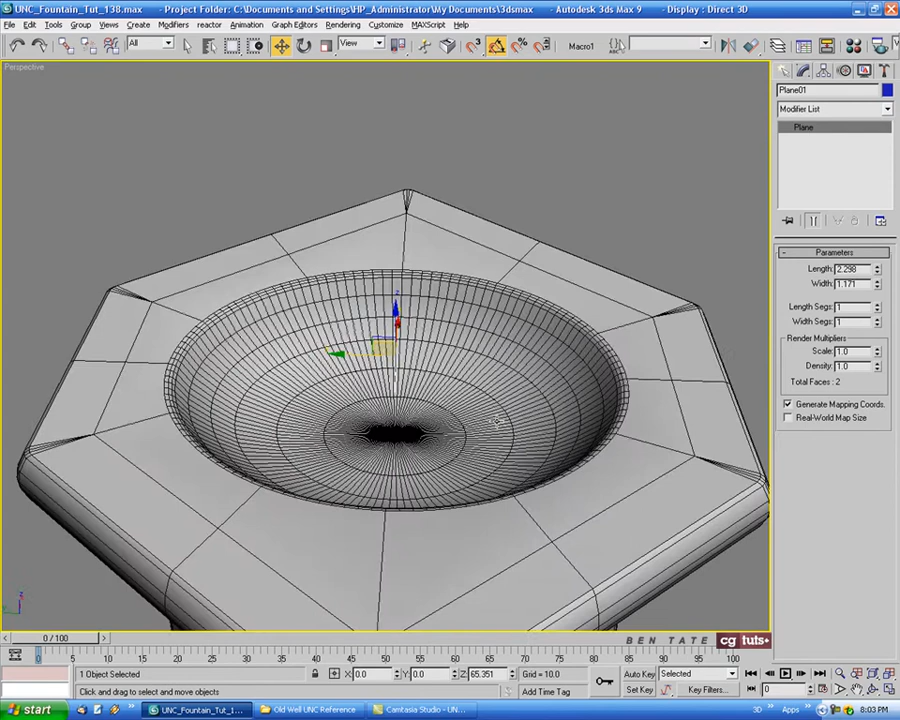 UNC_Fountain_Tut_138.max - Project Folder: C:\Documents and Settings\HP_Administrator\My Documents\3dsmax - Autodesk 3ds Max 9 - Display : Direct 3D
File Edit Tools Group Views Create Modifiers reactor Animation Graph Editors Rendering Customize MAXScript Help
All View Macro1
Perspective
Plane01
Modifier List
Plane
- Parameters
Length: 2.298
Width: 1.171
Length Segs: 1
Width Segs: 1
Render Multipliers
Scale: 1.0
Density: 1.0
Total Faces : 2
Generate Mapping Coords.
Real-World Map Size
z
z
BEN TATE cg tuts+
< 0 / 100 >
0 5 10 15 20 25 30 35 40 45 50 55 60 65 70 75 80 85 90 95 100
1 Object Selected X: 0.0 Y: 0.0 Z: 65.351 Grid = 10.0 Auto Key Selected
Click and drag to select and move objects Add Time Tag Set Key Key Filters... 0
start UNC_Fountain_Tut_1... Old Well UNC Reference Camtasia Studio - UN... 3D » Apps » 8:03 PM